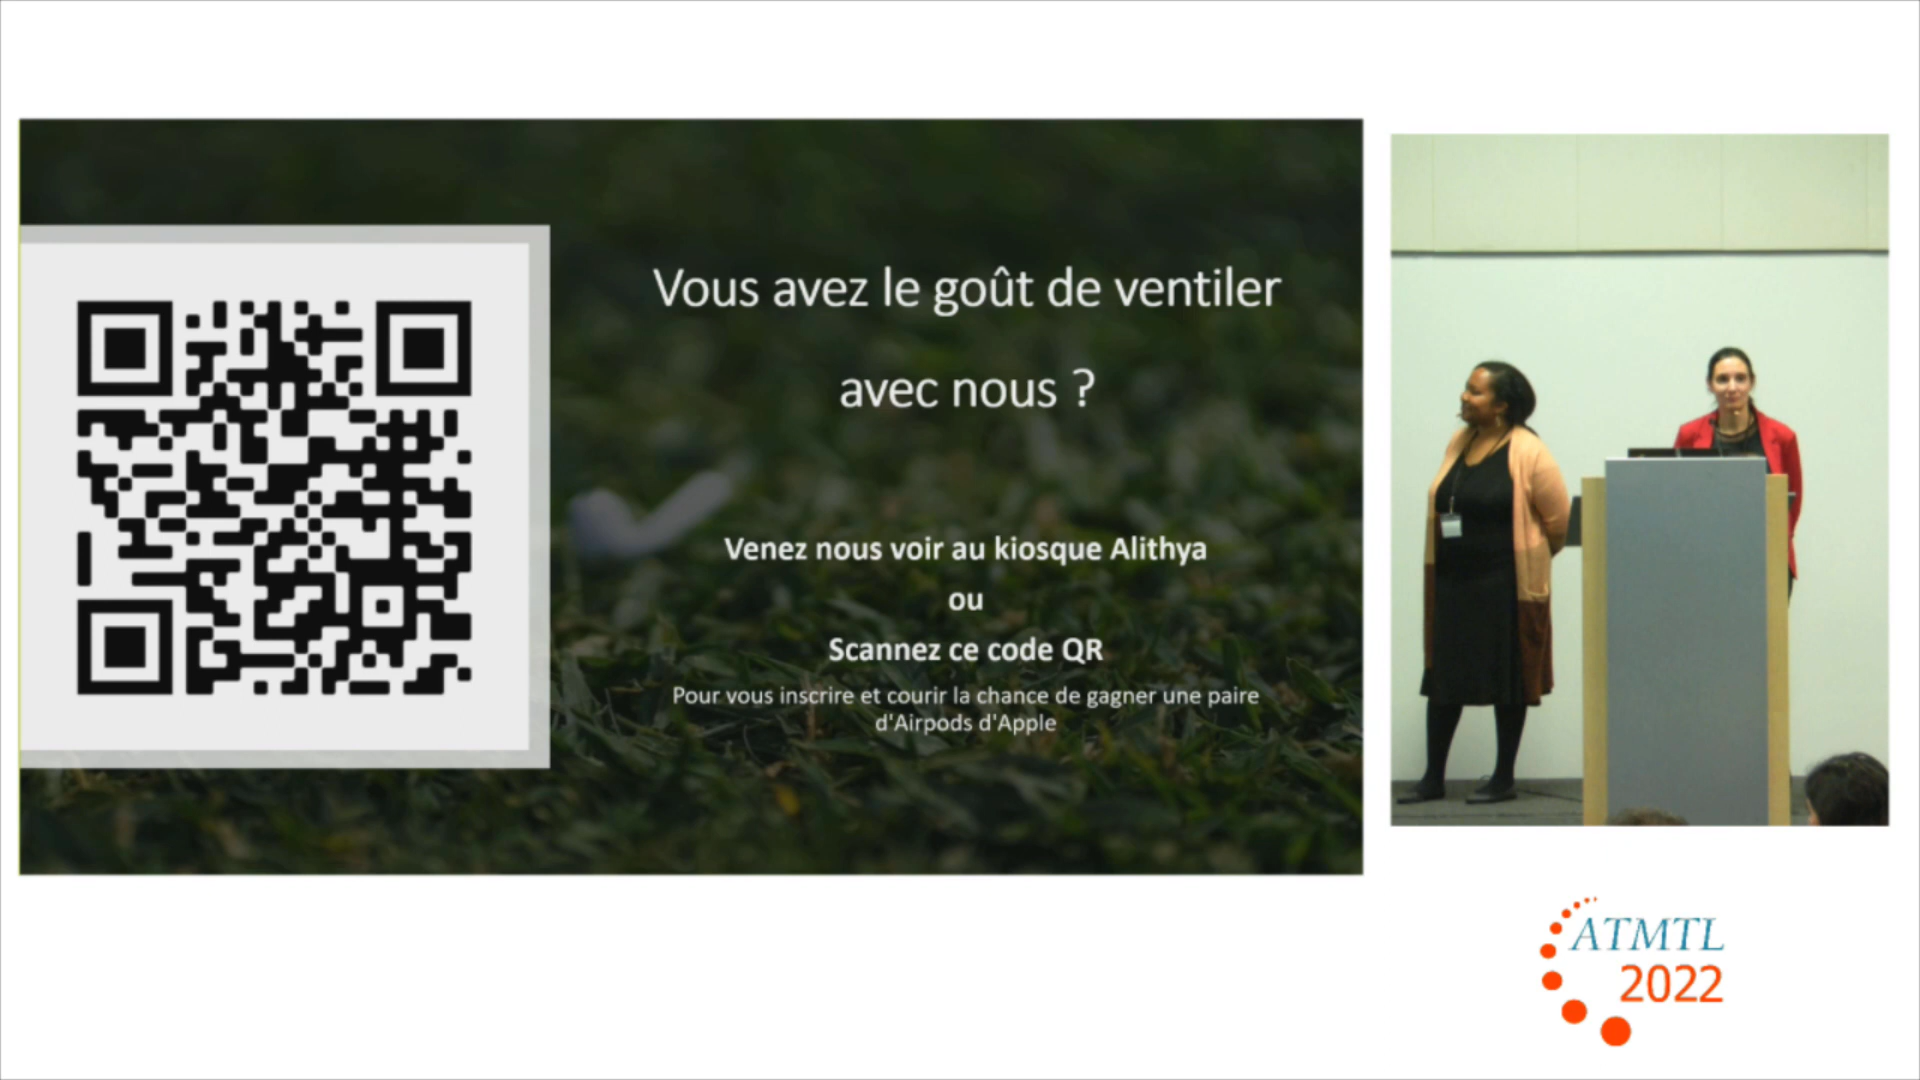 Vous avez le goût de ventiler
avec nous ?
Venez nous voir au kiosque Alithya
ou
Scannez ce code QR
Pour vous inscrire et courir la chance de gagner une paire
d'Airpods d'Apple
ATMTL
2022